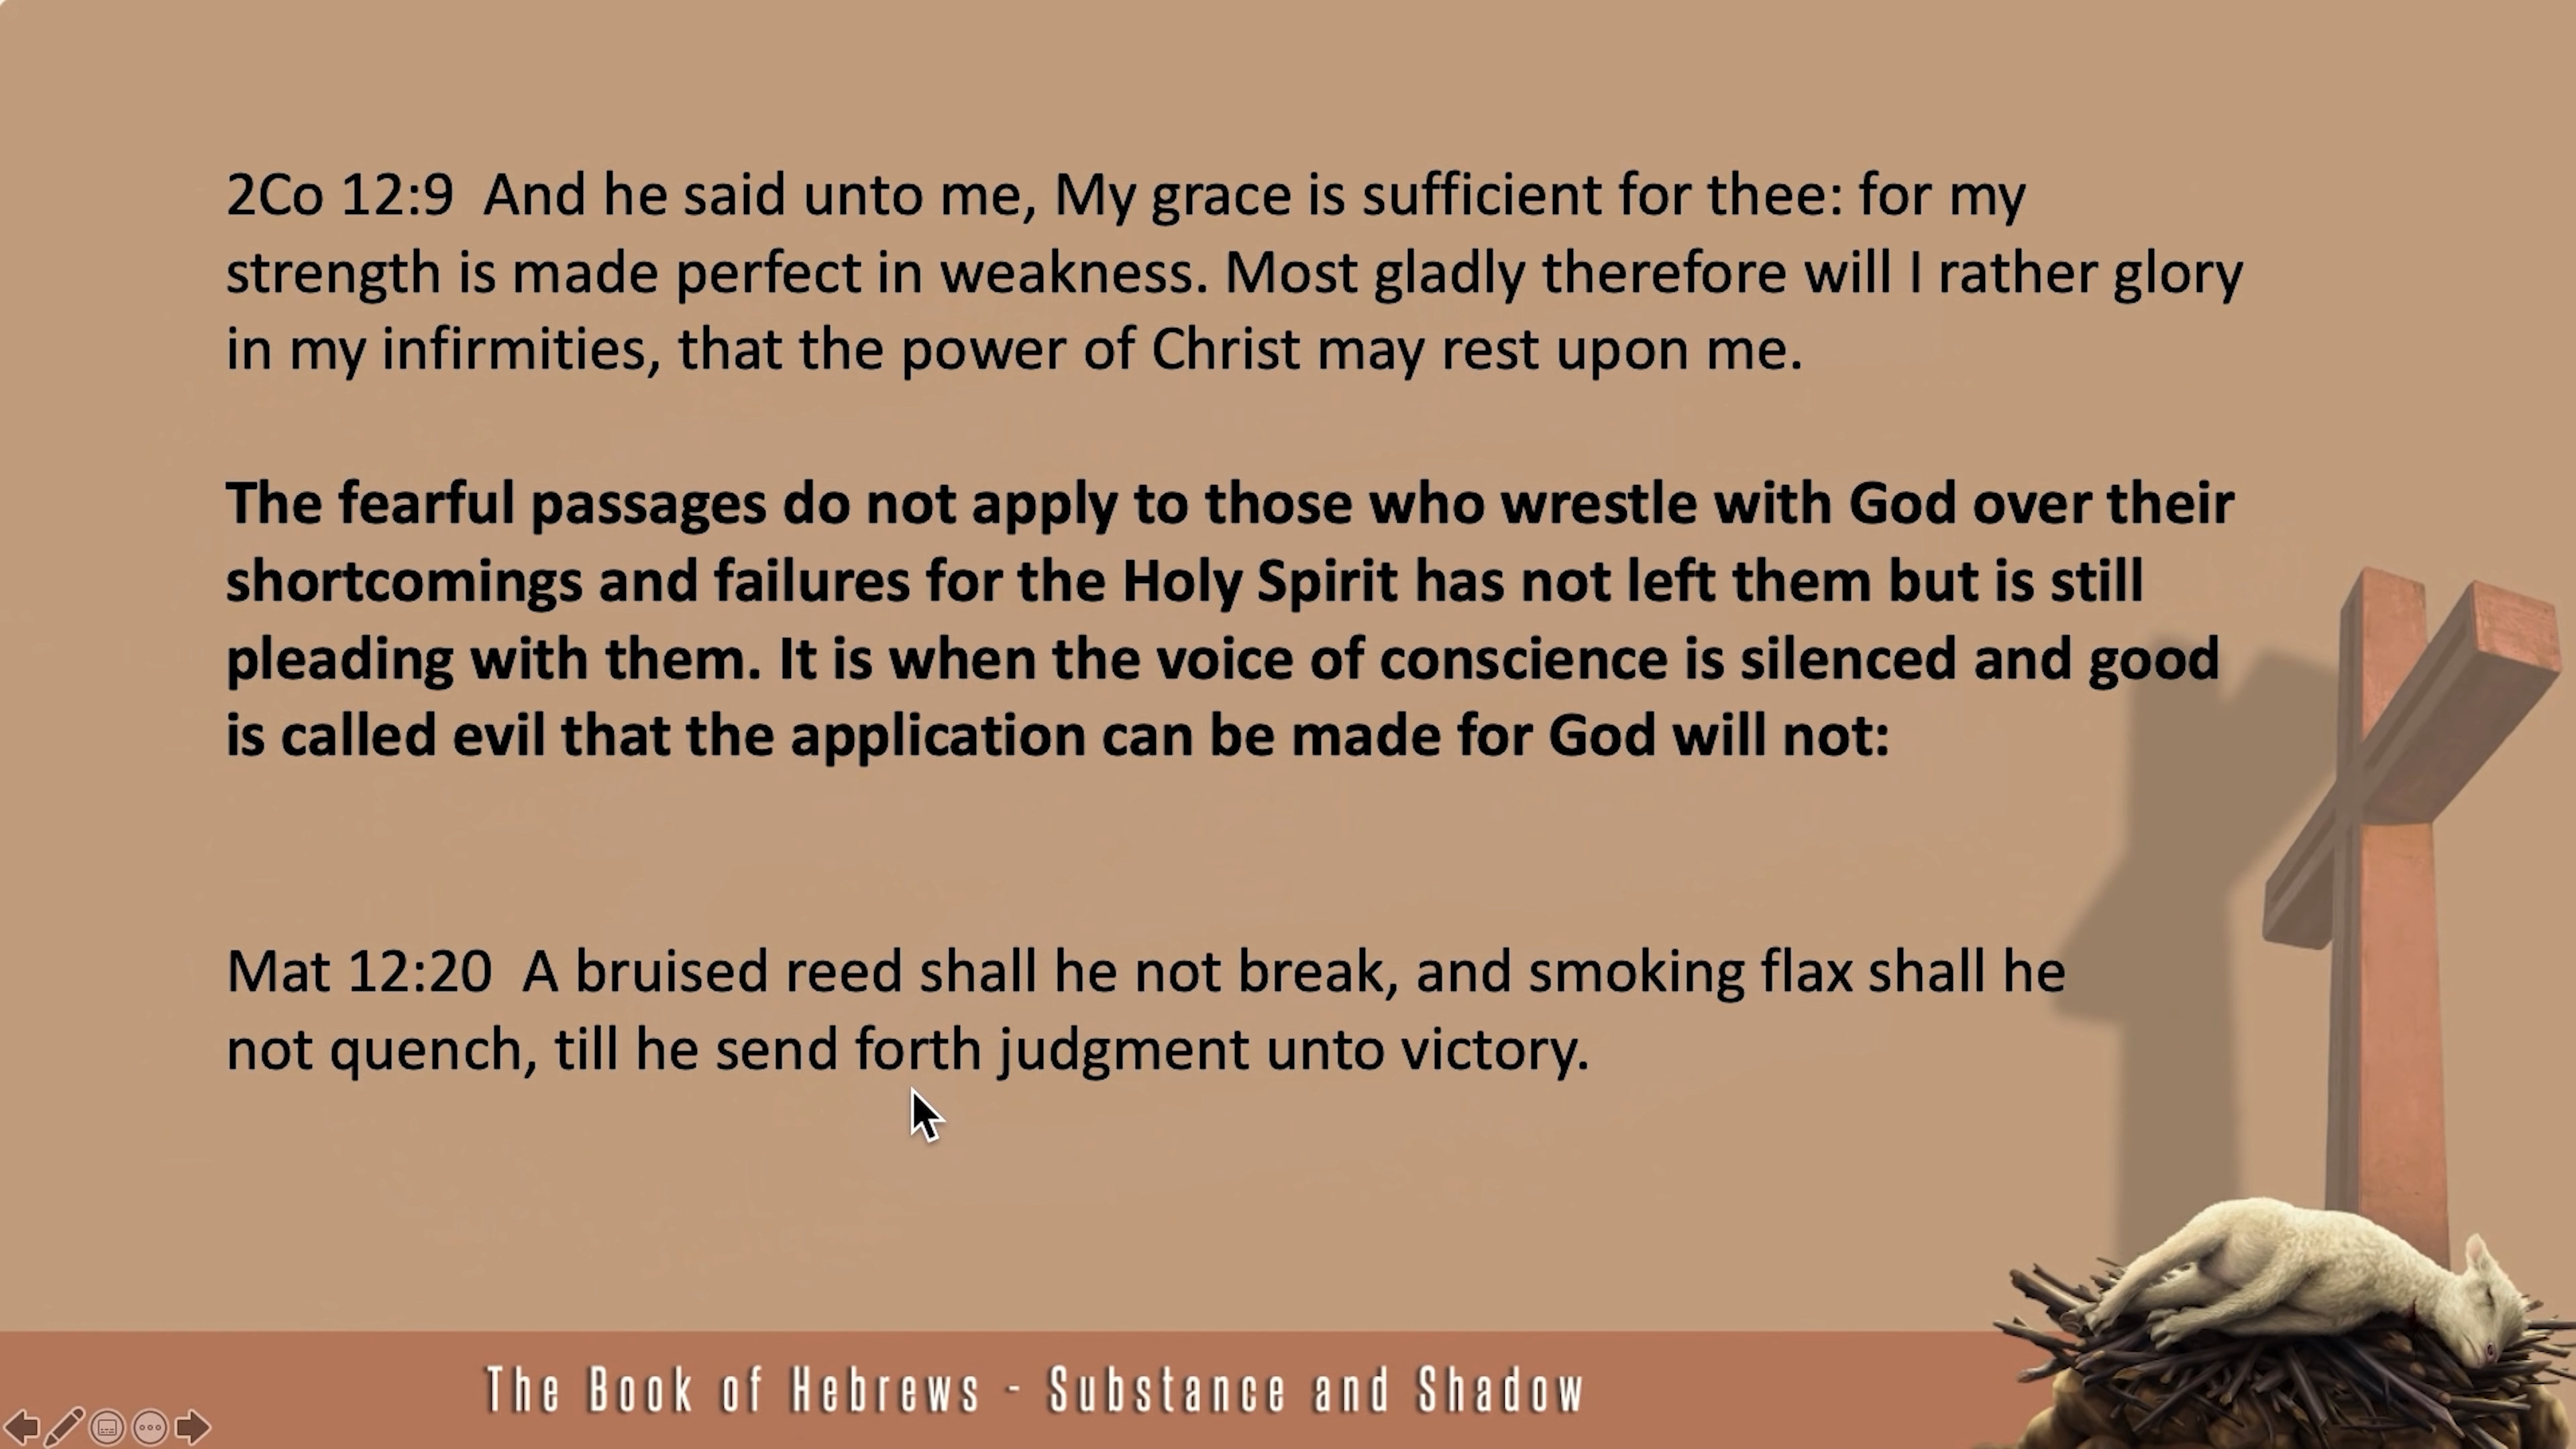 2Co 12:9  And he said unto me, My grace is sufficient for thee: for my
strength is made perfect in weakness. Most gladly therefore will I rather glory
in my infirmities, that the power of Christ may rest upon me.
The fearful passages do not apply to those who wrestle with God over their
shortcomings and failures for the Holy Spirit has not left them but is still
pleading with them. It is when the voice of conscience is silenced and good
is called evil that the application can be made for God will not:
Mat 12:20  A bruised reed shall he not break, and smoking flax shall he
not quench, till he send forth judgment unto victory.
The Book of Hebrews - Substance and Shadow